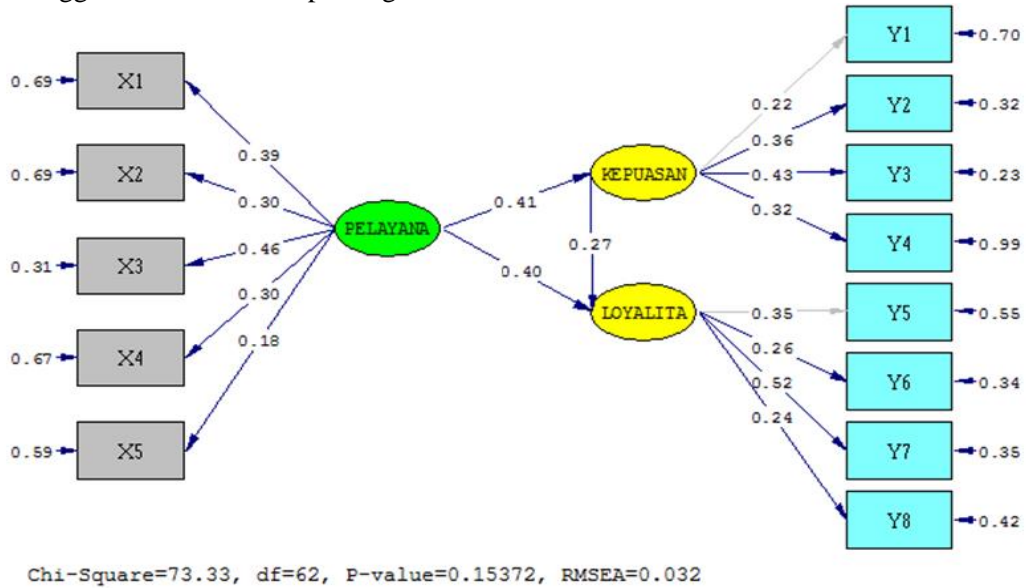 0.69 X1
0.69 X2
0.31 X3
0.67 X4
0.59 X5
0.39
0.30
0.46
0.30
0.18
PELAYANA
0.41
0.40
KEPUASAN
0.27
LOYALITA
0.22
0.36
0.43
0.32
0.35
0.26
0.52
0.24
Y1 0.70
Y2 0.32
Y3 0.23
Y4 0.99
Y5 0.55
Y6 0.34
Y7 0.35
Y8 0.42
Chi-Square=73.33, df=62, P-value=0.15372, RMSEA=0.032